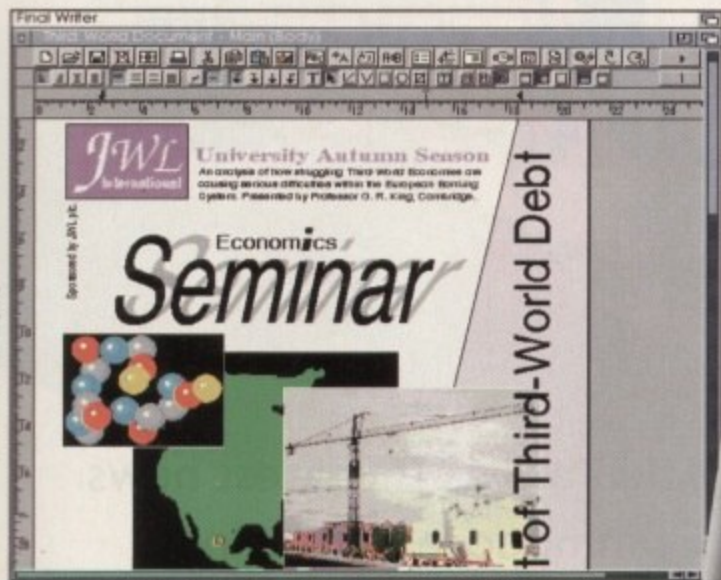 Final Writer
Third World Document - Main (Body)
JWL
International
University Autumn Season
An analysis of how struggling Third World Economies are
causing serious difficulties within the European Banking
System. Presented by Professor G. R. King, Cambridge.
Sponsored by JWL plc.
Economics
Seminar
t of Third-World Debt